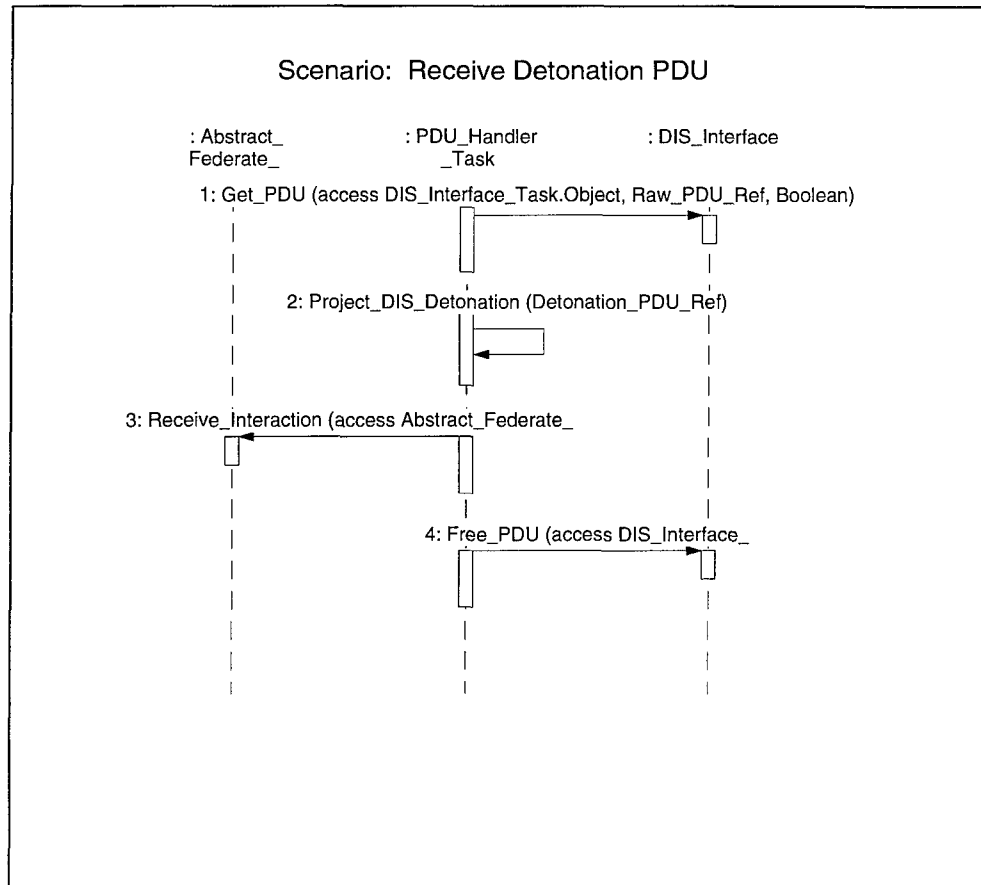 Scenario: Receive Detonation PDU
: Abstract_
Federate_
: PDU_Handler
_Task
: DIS_Interface
1: Get_PDU (access DIS_Interface_Task.Object, Raw_PDU_Ref, Boolean)
2: Project_DIS_Detonation (Detonation_PDU_Ref)
3: Receive_Interaction (access Abstract_Federate_
4: Free_PDU (access DIS_Interface_